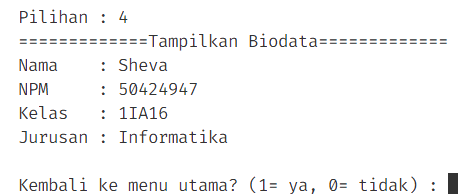 Pilihan : 4
=============Tampilkan Biodata=============
Nama    : Sheva
NPM     : 50424947
Kelas   : 1IA16
Jurusan : Informatika

Kembali ke menu utama? (1= ya, 0= tidak) :